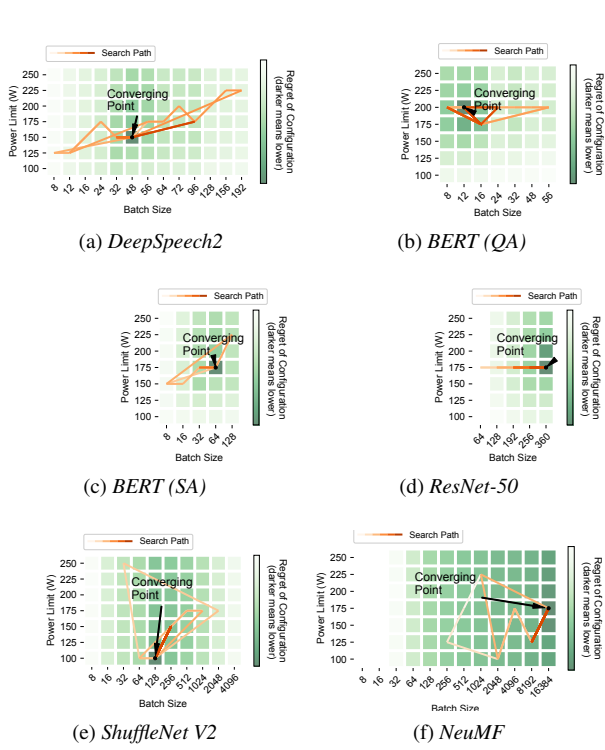 Search Path
Power Limit (W)
250
225
200
175
150
125
100
Converging
Point
8 12 16 24 32 48 56 64 72 96 128 156 192
Batch Size
Regret of Configuration
(darker means lower)
(a) DeepSpeech2
Search Path
Power Limit (W)
250
225
200
175
150
125
100
Converging
Point
8 12 16 24 32 48 56
Batch Size
Regret of Configuration
(darker means lower)
(b) BERT (QA)
Search Path
Power Limit (W)
250
225
200
175
150
125
100
Converging
Point
8 16 32 64 128
Batch Size
Regret of Configuration
(darker means lower)
(c) BERT (SA)
Search Path
Power Limit (W)
250
225
200
175
150
125
100
Converging
Point
64 128 192 256 360
Batch Size
Regret of Configuration
(darker means lower)
(d) ResNet-50
Search Path
Power Limit (W)
250
225
200
175
150
125
100
Converging
Point
8 16 32 64 128 256 512 1024 2048 4096
Batch Size
Regret of Configuration
(darker means lower)
(e) ShuffleNet V2
Search Path
Power Limit (W)
250
225
200
175
150
125
100
Converging
Point
8 16 32 64 128 256 512 1024 2048 4096 8192 16384
Batch Size
Regret of Configuration
(darker means lower)
(f) NeuMF